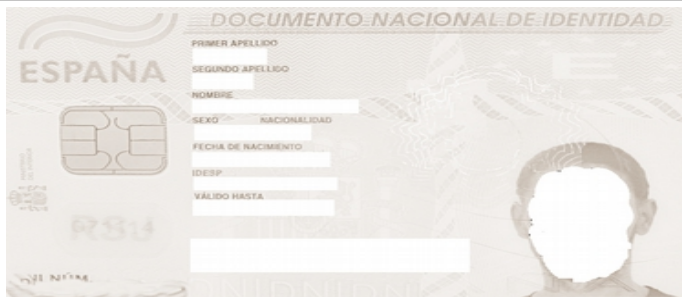 DOCUMENTO NACIONAL DE IDENTIDAD
ESPAÑA
PRIMER APELLIDO
SEGUNDO APELLIDO
NOMBRE
SEXO NACIONALIDAD
FECHA DE NACIMIENTO
IDESP
VÁLIDO HASTA